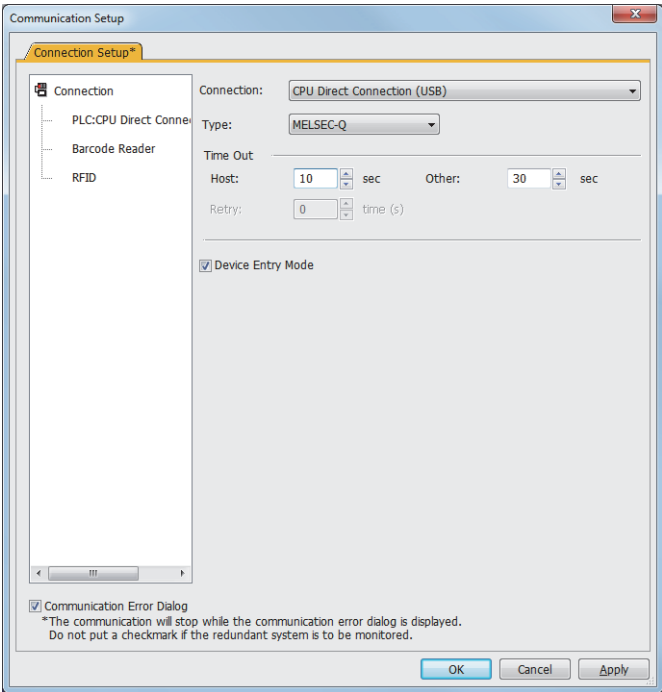 Communication Setup
Connection Setup*
Connection
PLC:CPU Direct Conne
Barcode Reader
RFID
Connection: CPU Direct Connection (USB)
Type: MELSEC-Q
Time Out
Host: 10 sec Other: 30 sec
Retry: 0 time (s)
Device Entry Mode
Communication Error Dialog
*The communication will stop while the communication error dialog is displayed.
Do not put a checkmark if the redundant system is to be monitored.
OK Cancel Apply